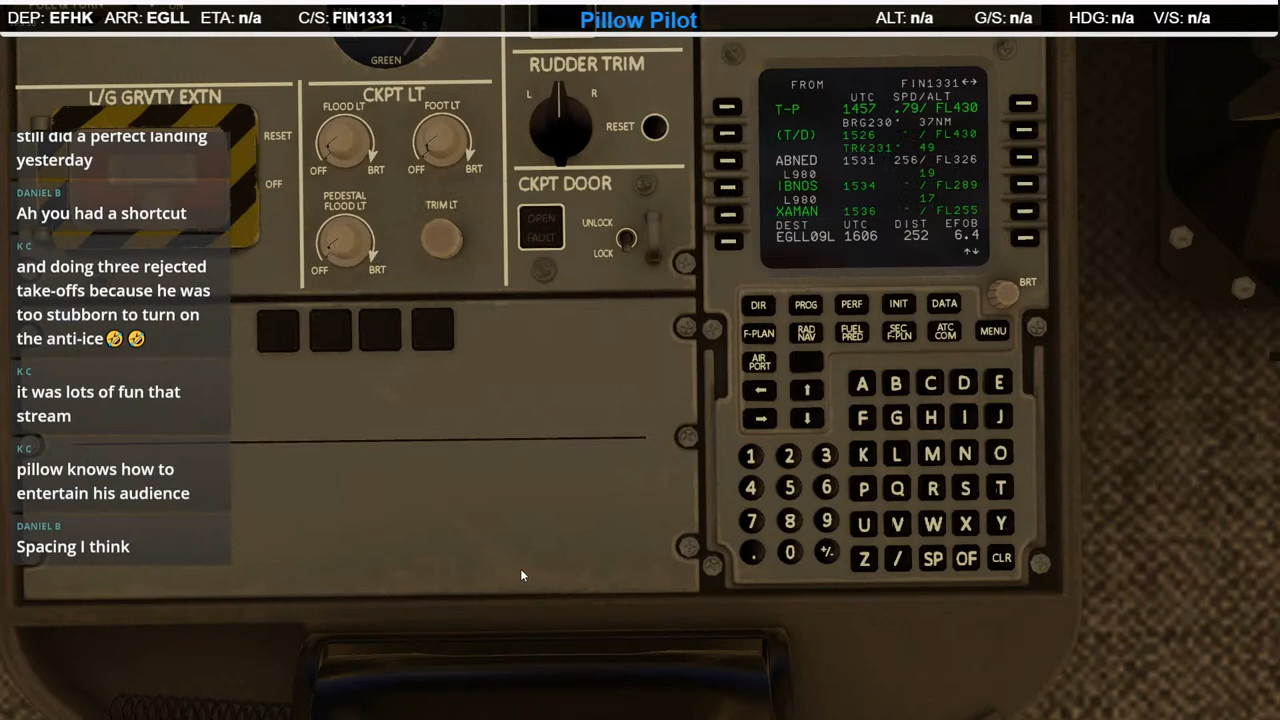 DEP: EFHK ARR: EGLL ETA: n/a C/S: FIN1331 Pillow Pilot ALT: n/a G/S: n/a HDG: n/a V/S: n/a
still did a perfect landing
yesterday
DANIEL B
Ah you had a shortcut
K C
and doing three rejected
take-offs because he was
too stubborn to turn on
the anti-ice🤣 🤣
K C
it was lots of fun that
stream
K C
pillow knows how to
entertain his audience
DANIEL B
Spacing I think
GREEN
L/G GRVTY EXTN
RESET
OFF
CKPT LT
FLOOD LT
FOOT LT
OFF BRT OFF BRT
PEDESTAL
FLOOD LT
TRIM LT
OFF BRT
RUDDER TRIM
L R
RESET
CKPT DOOR
OPEN
FAULT
UNLOCK
LOCK
FROM FIN1331←→
UTC SPD/ALT
T-P 1457 .79/ FL430
BRG230° 37NM
(T/D) 1526 " / FL430
TRK231° 49
ABNED 1531 256/ FL326
L980 19
IBNOS 1534 " / FL289
L980 17
XAMAN 1536 " / FL255
DEST UTC DIST EFOB
EGLL09L 1606 252 6.4
↑↓
BRT
DIR PROG PERF INIT DATA
F-PLAN RAD NAV FUEL PRED SEC F-PLN ATC COM MENU
AIR PORT
← ↑
→ ↓
A B C D E
F G H I J
K L M N O
P Q R S T
U V W X Y
Z / SP OF CLR
1 2 3
4 5 6
7 8 9
. 0 +/-